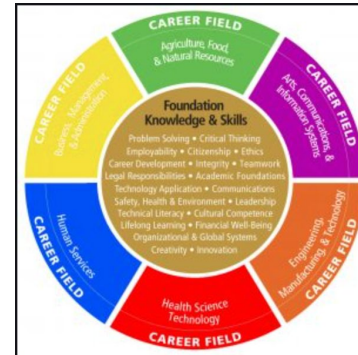 CAREER FIELD
Agriculture, Food,
& Natural Resources
CAREER FIELD
Arts, Communications, &
Information Systems
CAREER FIELD
Engineering,
Manufacturing, & Technology
CAREER FIELD
Health Science
Technology
CAREER FIELD
Human Services
CAREER FIELD
Business, Management,
& Administration
CAREER FIELD
Foundation
Knowledge & Skills
Problem Solving • Critical Thinking
Employability • Citizenship • Ethics
Career Development • Integrity • Teamwork
Legal Responsibilities • Academic Foundations
Technology Application • Communications
Safety, Health & Environment • Leadership
Technical Literacy • Cultural Competence
Lifelong Learning • Financial Well-Being
Organizational & Global Systems
Creativity • Innovation